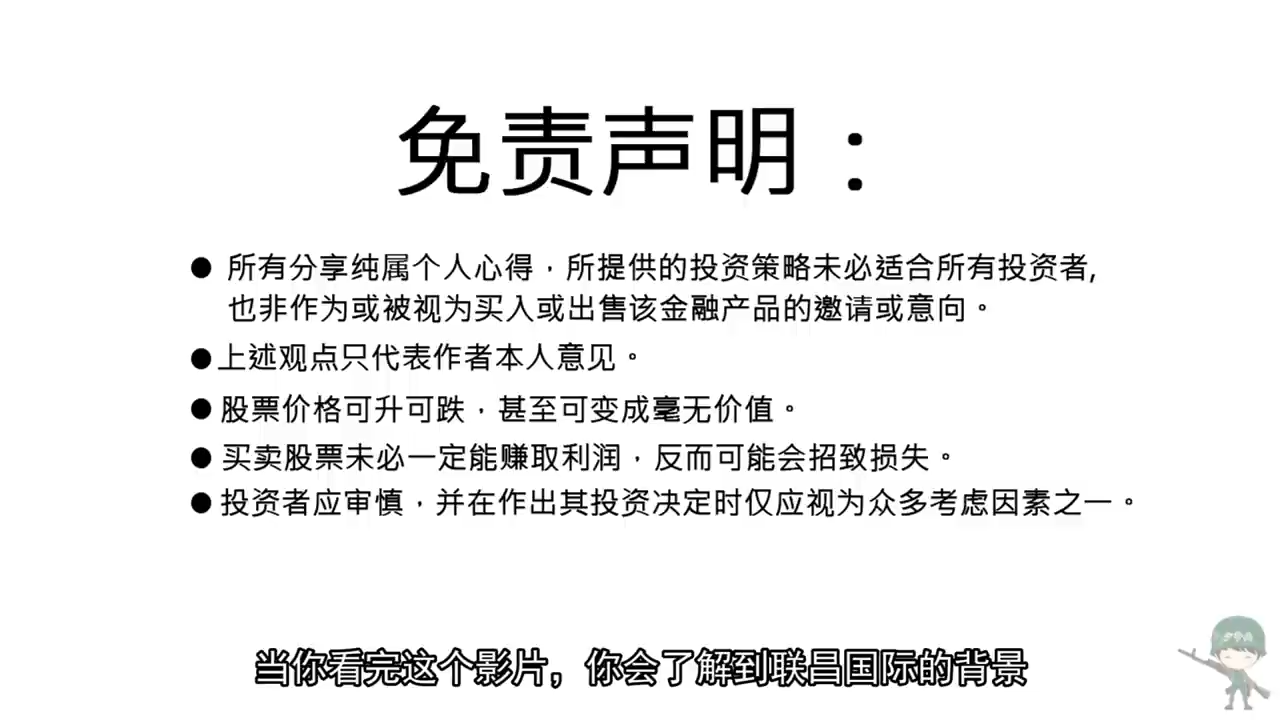 免责声明：
● 所有分享纯属个人心得，所提供的投资策略未必适合所有投资者,
也非作为或被视为买入或出售该金融产品的邀请或意向。
●上述观点只代表作者本人意见。
● 股票价格可升可跌，甚至可变成毫无价值。
● 买卖股票未必一定能赚取利润，反而可能会招致损失。
● 投资者应审慎，并在作出其投资决定时仅应视为众多考虑因素之一。
当你看完这个影片，你会了解到联昌国际的背景